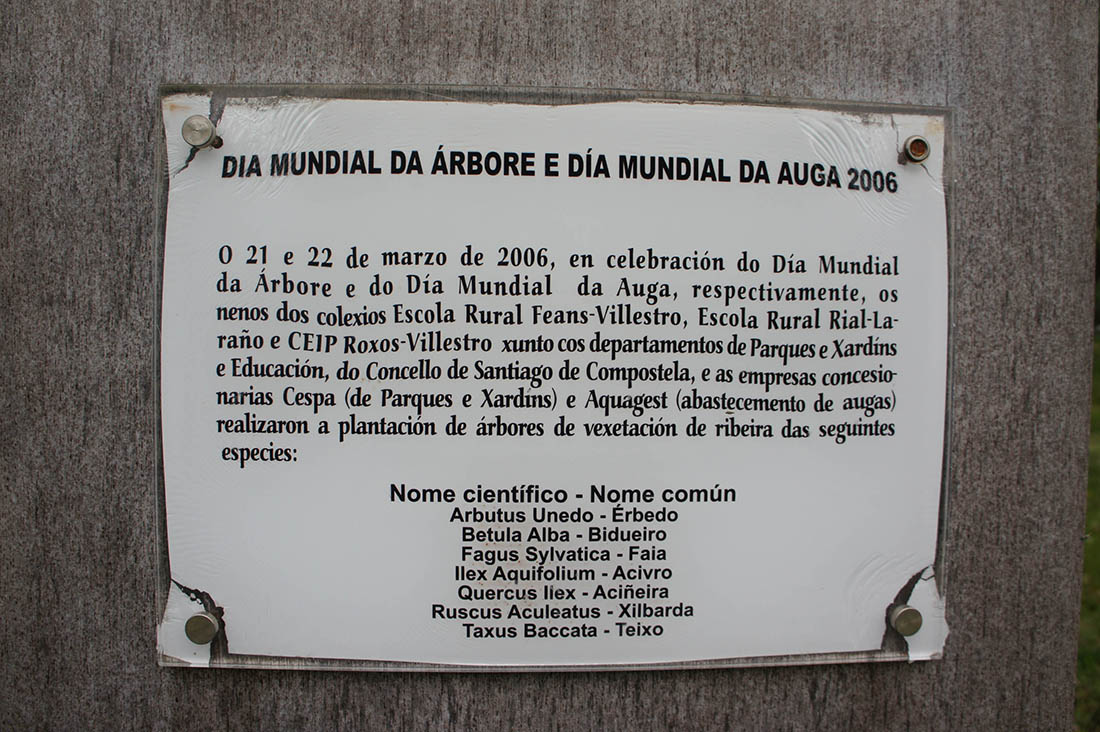 DIA MUNDIAL DA ÁRBORE E DÍA MUNDIAL DA AUGA 2006
O 21 e 22 de marzo de 2006, en celebración do Día Mundial
da Árbore e do Día Mundial da Auga, respectivamente, os
nenos dos colexios Escola Rural Feans-Villestro, Escola Rural Rial-La-
raño e CEIP Roxos-Villestro xunto cos departamentos de Parques e Xardíns
e Educación, do Concello de Santiago de Compostela, e as empresas concesio-
narias Cespa (de Parques e Xardíns) e Aquagest (abastecemento de augas)
realizaron a plantación de árbores de vexetación de ribeira das seguintes
especies:
Nome científico - Nome común
Arbutus Unedo - Érbedo
Betula Alba - Bidueiro
Fagus Sylvatica - Faia
Ilex Aquifolium - Acivro
Quercus Ilex - Aciñeira
Ruscus Aculeatus - Xilbarda
Taxus Baccata - Teixo